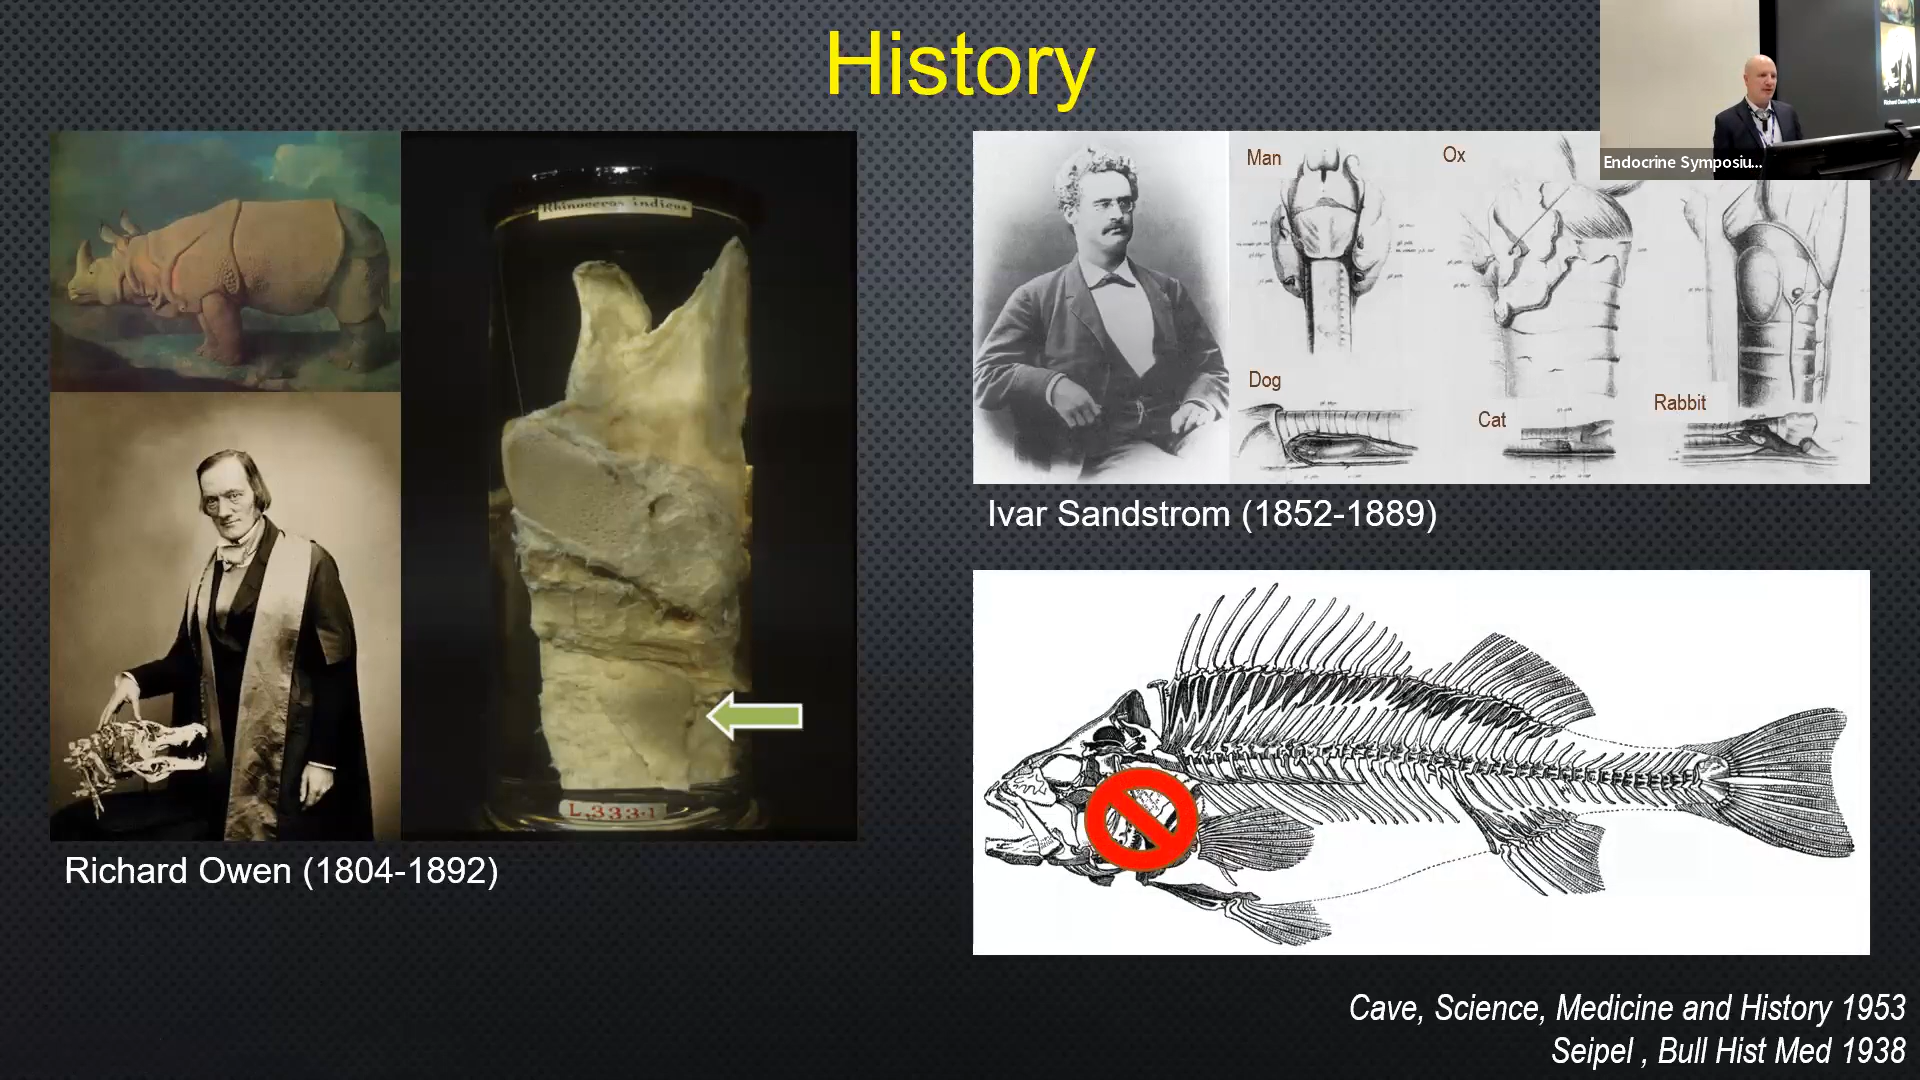 History
Rhinoceros indicus
L.333.1
Richard Owen (1804-1892)
Man
Ox
Dog
Cat
Rabbit
Ivar Sandstrom (1852-1889)
Endocrine Symposiu...
Cave, Science, Medicine and History 1953
Seipel , Bull Hist Med 1938